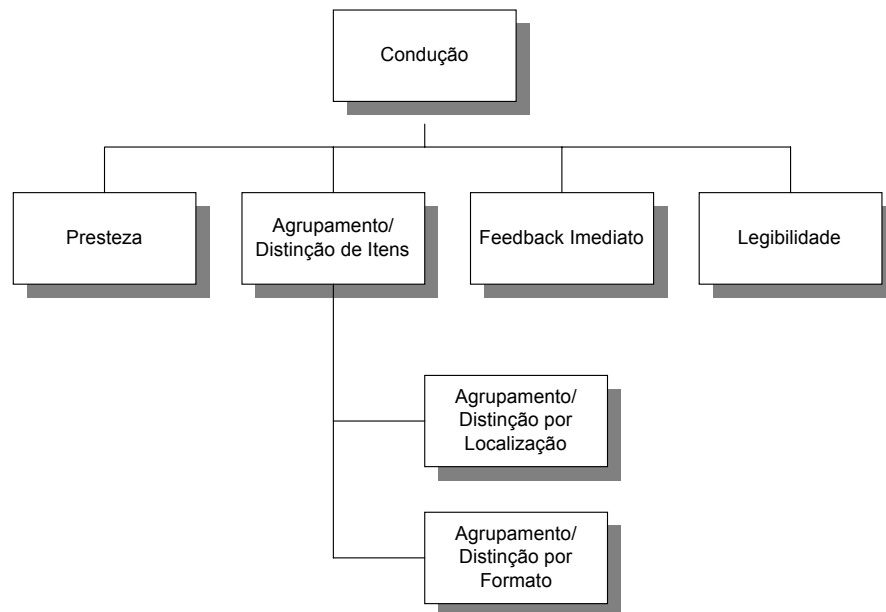 Condução
Presteza
Agrupamento/
Distinção de Itens
Feedback Imediato
Legibilidade
Agrupamento/
Distinção por
Localização
Agrupamento/
Distinção por
Formato